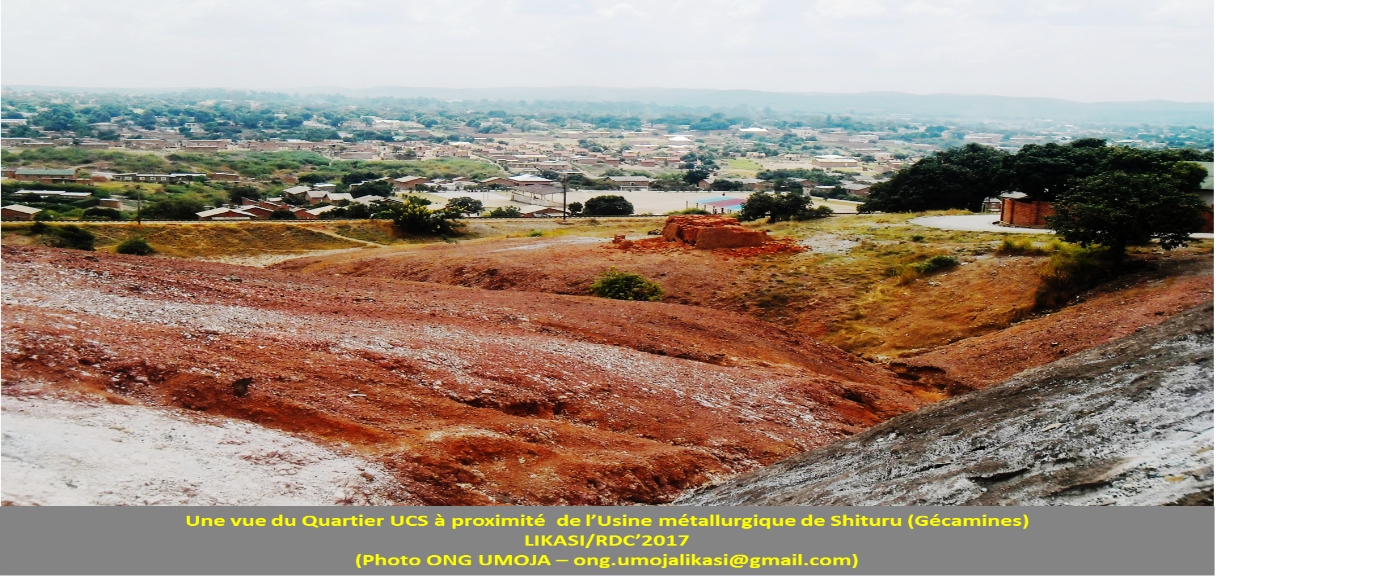 Une vue du Quartier UCS à proximité de l’Usine métallurgique de Shituru (Gécamines)
LIKASI/RDC’2017
(Photo ONG UMOJA – ong.umojalikasi@gmail.com)